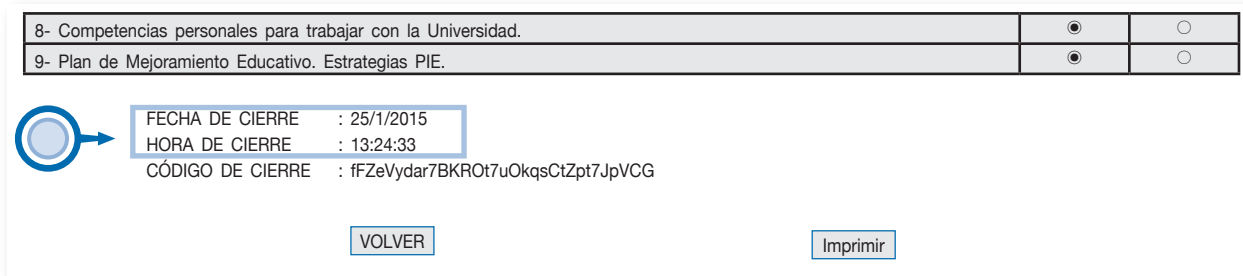 8- Competencias personales para trabajar con la Universidad.
9- Plan de Mejoramiento Educativo. Estrategias PIE.
FECHA DE CIERRE : 25/1/2015
HORA DE CIERRE : 13:24:33
CÓDIGO DE CIERRE : fFZeVydar7BKROt7uOkqsCtZpt7JpVCG
VOLVER Imprimir